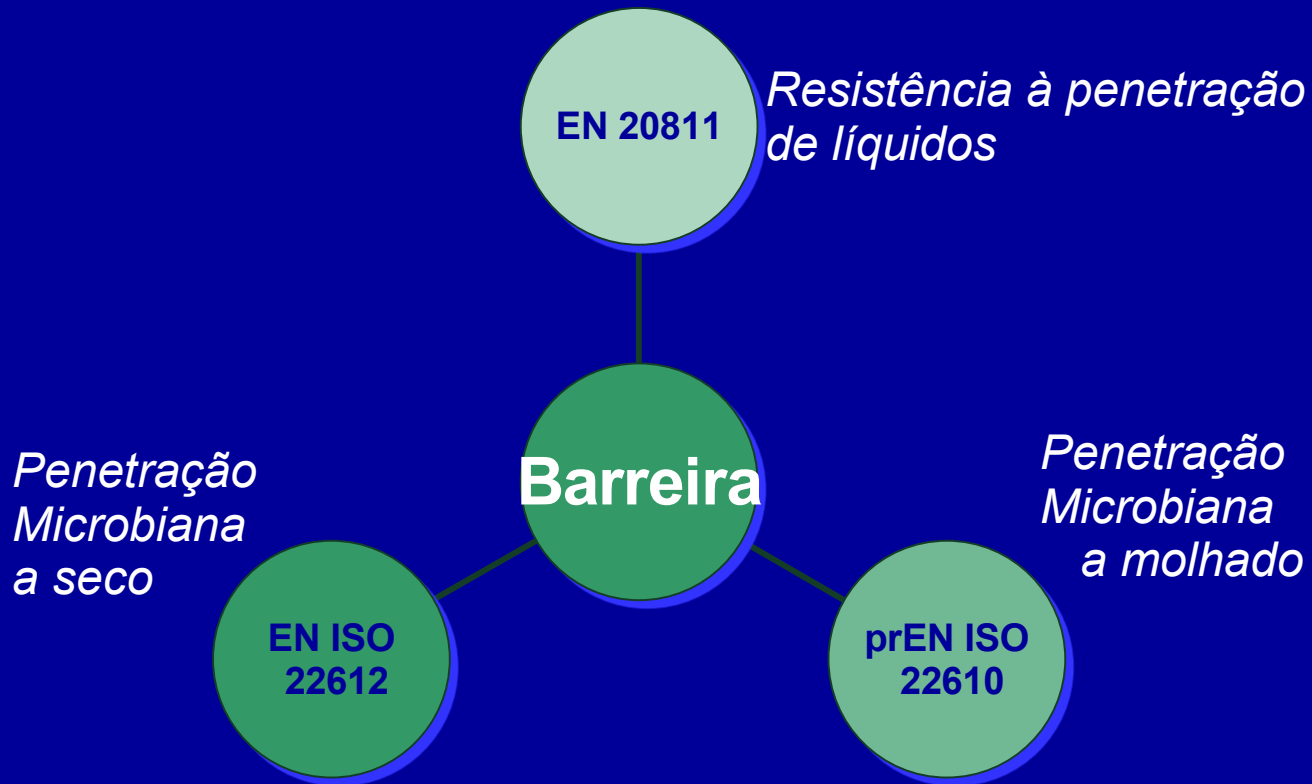 EN 20811
Resistência à penetração
de líquidos
Barreira
Penetração
Microbiana
a seco
EN ISO
22612
Penetração
Microbiana
a molhado
prEN ISO
22610